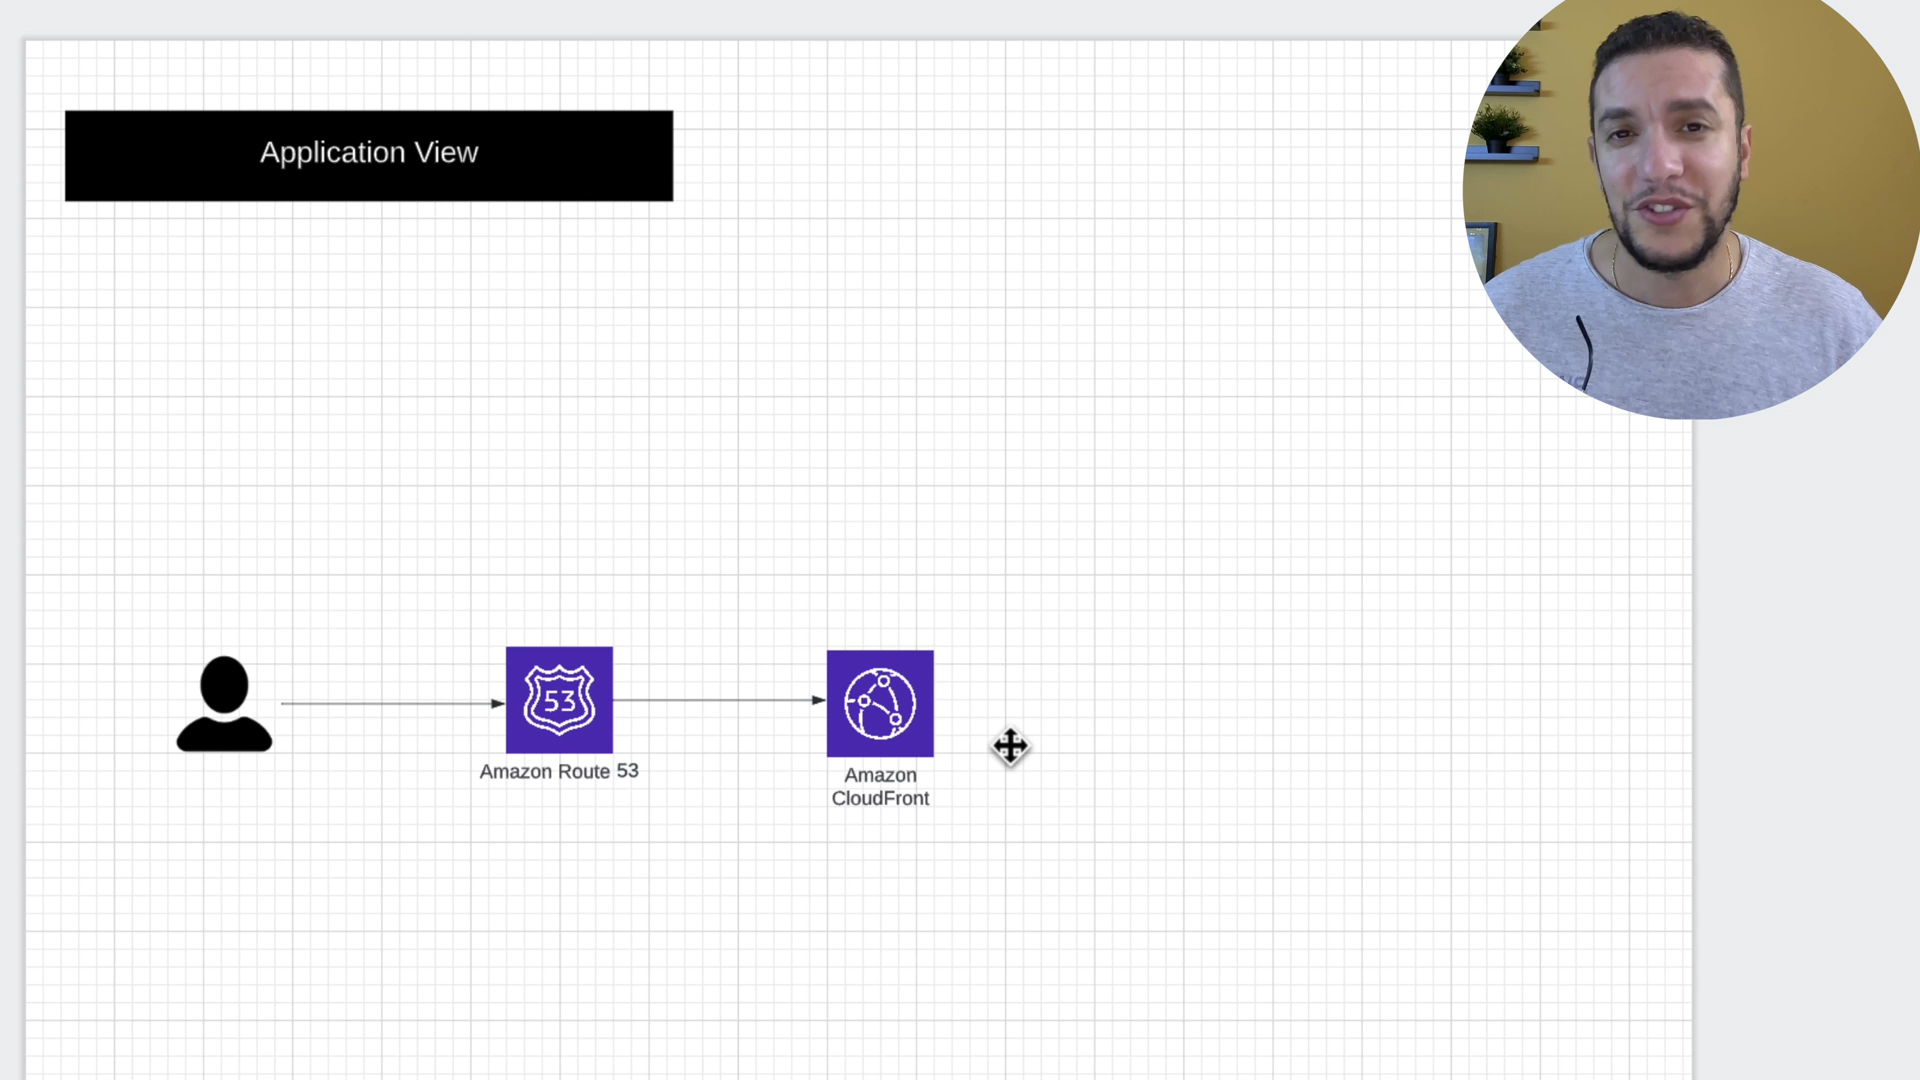 Application View
53
Amazon Route 53
Amazon
CloudFront